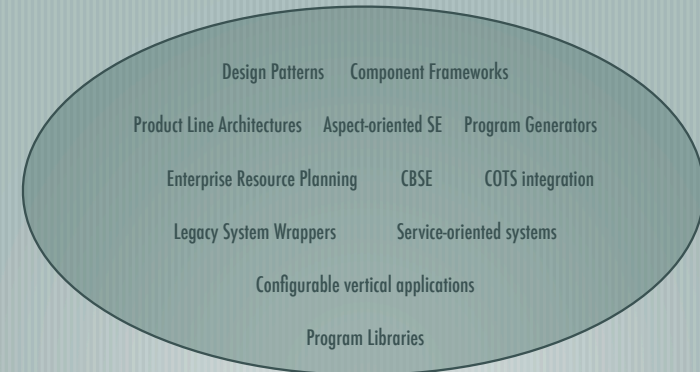 Design Patterns Component Frameworks
Product Line Architectures Aspect-oriented SE Program Generators
Enterprise Resource Planning CBSE COTS integration
Legacy System Wrappers Service-oriented systems
Configurable vertical applications
Program Libraries